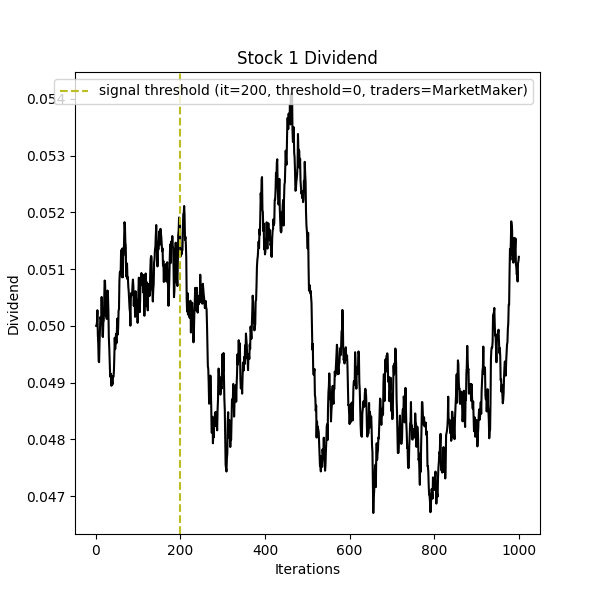 Stock 1 Dividend
signal threshold (it=200, threshold=0, traders=MarketMaker)
0.054
0.053
0.052
0.051
0.050
0.049
0.048
0.047
Dividend
0 200 400 600 800 1000
Iterations